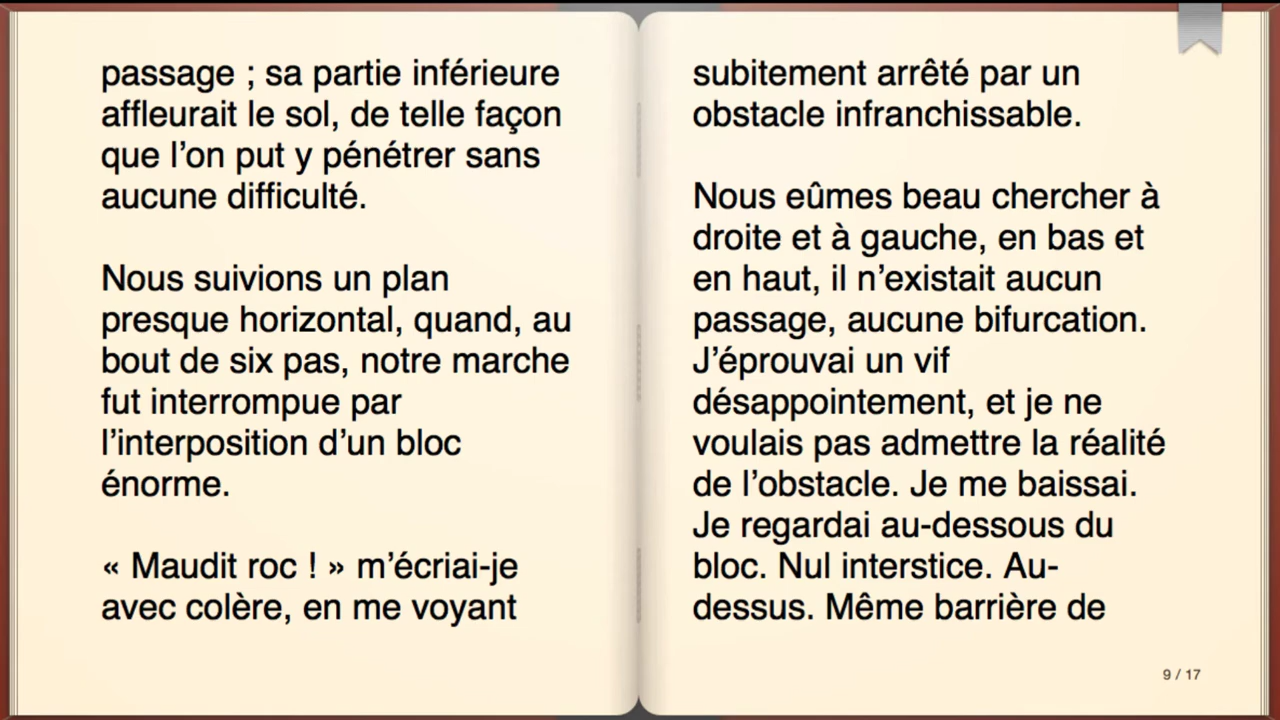 passage ; sa partie inférieure
affleurait le sol, de telle façon
que l’on put y pénétrer sans
aucune difficulté.
Nous suivions un plan
presque horizontal, quand, au
bout de six pas, notre marche
fut interrompue par
l’interposition d’un bloc
énorme.
« Maudit roc ! » m’écriai-je
avec colère, en me voyant
subitement arrêté par un
obstacle infranchissable.
Nous eûmes beau chercher à
droite et à gauche, en bas et
en haut, il n’existait aucun
passage, aucune bifurcation.
J’éprouvai un vif
désappointement, et je ne
voulais pas admettre la réalité
de l’obstacle. Je me baissai.
Je regardai au-dessous du
bloc. Nul interstice. Au-
dessus. Même barrière de
9 / 17